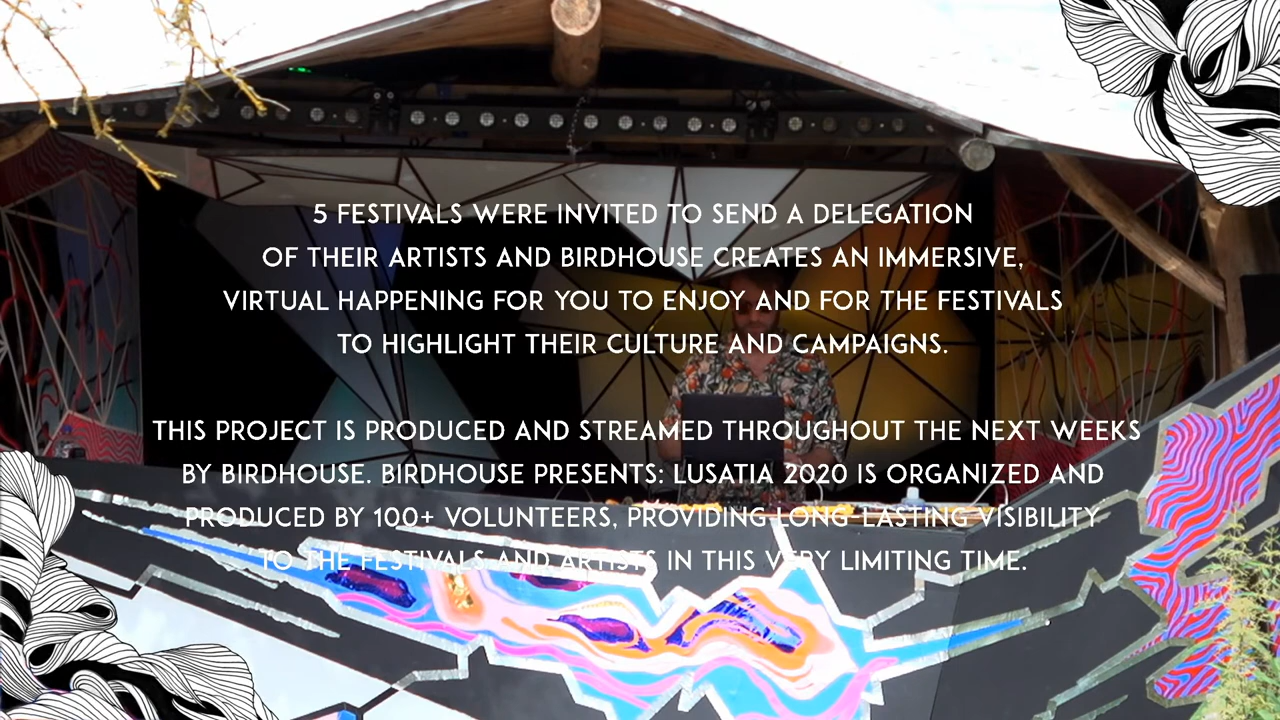 5 FESTIVALS WERE INVITED TO SEND A DELEGATION
OF THEIR ARTISTS AND BIRDHOUSE CREATES AN IMMERSIVE,
VIRTUAL HAPPENING FOR YOU TO ENJOY AND FOR THE FESTIVALS
TO HIGHLIGHT THEIR CULTURE AND CAMPAIGNS.
THIS PROJECT IS PRODUCED AND STREAMED THROUGHOUT THE NEXT WEEKS
BY BIRDHOUSE. BIRDHOUSE PRESENTS: LUSATIA 2020 IS ORGANIZED AND
PRODUCED BY 100+ VOLUNTEERS, PROVIDING LONG-LASTING VISIBILITY
TO THE FESTIVALS AND ARTISTS IN THIS VERY LIMITING TIME.